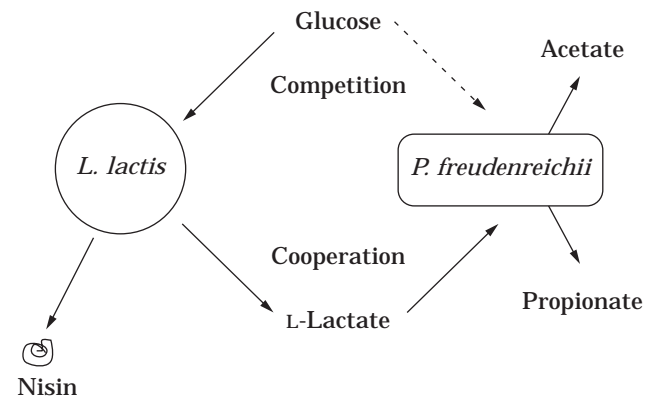 Glucose
Acetate
Competition
L. lactis
P. freudenreichii
Cooperation
L-Lactate
Propionate
Nisin